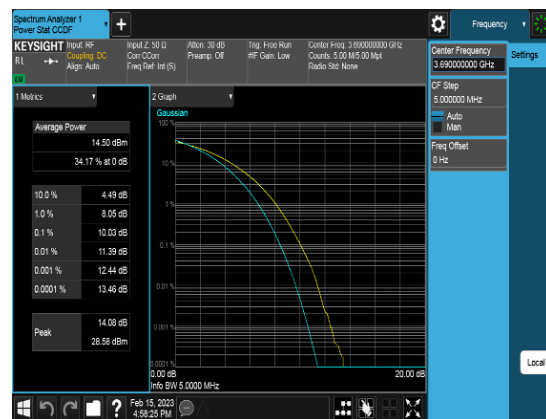 Spectrum Analyzer 1
Power Stat CCDF
+
Frequency
KEYSIGHT
Input: RF
Coupling: DC
Align: Auto
Input Z: 50 Ω
Corr CCorr
Freq Ref: Int (S)
Atten: 30 dB
Preamp: Off
Trig: Free Run
#IF Gain: Low
Center Freq: 3.690000000 GHz
Counts: 5.00 M/5.00 Mpt
Radio Std: None
R L
Center Frequency
3.690000000 GHz
Settings
CF Step
5.000000 MHz
Auto
Man
Freq Offset
0 Hz
1 Metrics
Average Power
14.50 dBm
34.17 % at 0 dB
10.0 % 4.49 dB
1.0 % 8.05 dB
0.1 % 10.03 dB
0.01 % 11.39 dB
0.001 % 12.44 dB
0.0001 % 13.46 dB
Peak
14.08 dB
28.58 dBm
2 Graph
Gaussian
100 %
10 %
1 %
0.1 %
0.01 %
0.001 %
0.0001 %
0.00 dB
20.00 dB
Info BW 5.0000 MHz
Local
?
Feb 15, 2023
4:58:25 PM